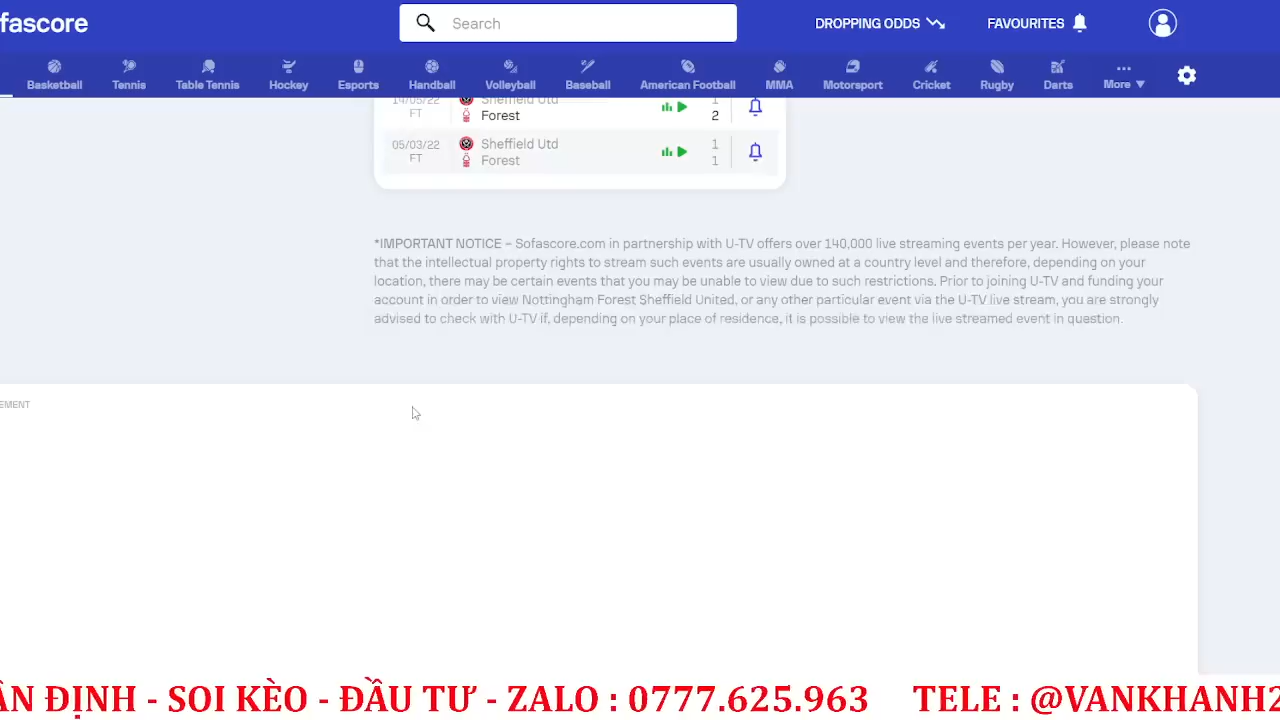 fascore
Search
DROPPING ODDS
FAVOURITES
Basketball
Tennis
Table Tennis
Hockey
Esports
Handball
Volleyball
Baseball
American Football
MMA
Motorsport
Cricket
Rugby
Darts
More
14/05/22 Sheffield Utd 1
FT Forest 2
05/03/22 Sheffield Utd 1
FT Forest 1
*IMPORTANT NOTICE – Sofascore.com in partnership with U-TV offers over 140,000 live streaming events per year. However, please note
that the intellectual property rights to stream such events are usually owned at a country level and therefore, depending on your
location, there may be certain events that you may be unable to view due to such restrictions. Prior to joining U-TV and funding your
account in order to view Nottingham Forest Sheffield United, or any other particular event via the U-TV live stream, you are strongly
advised to check with U-TV if, depending on your place of residence, it is possible to view the live streamed event in question.
EMENT
ÂN ĐỊNH - SOI KÈO - ĐẦU TƯ - ZALO : 0777.625.963 TELE : @VANKHANH2